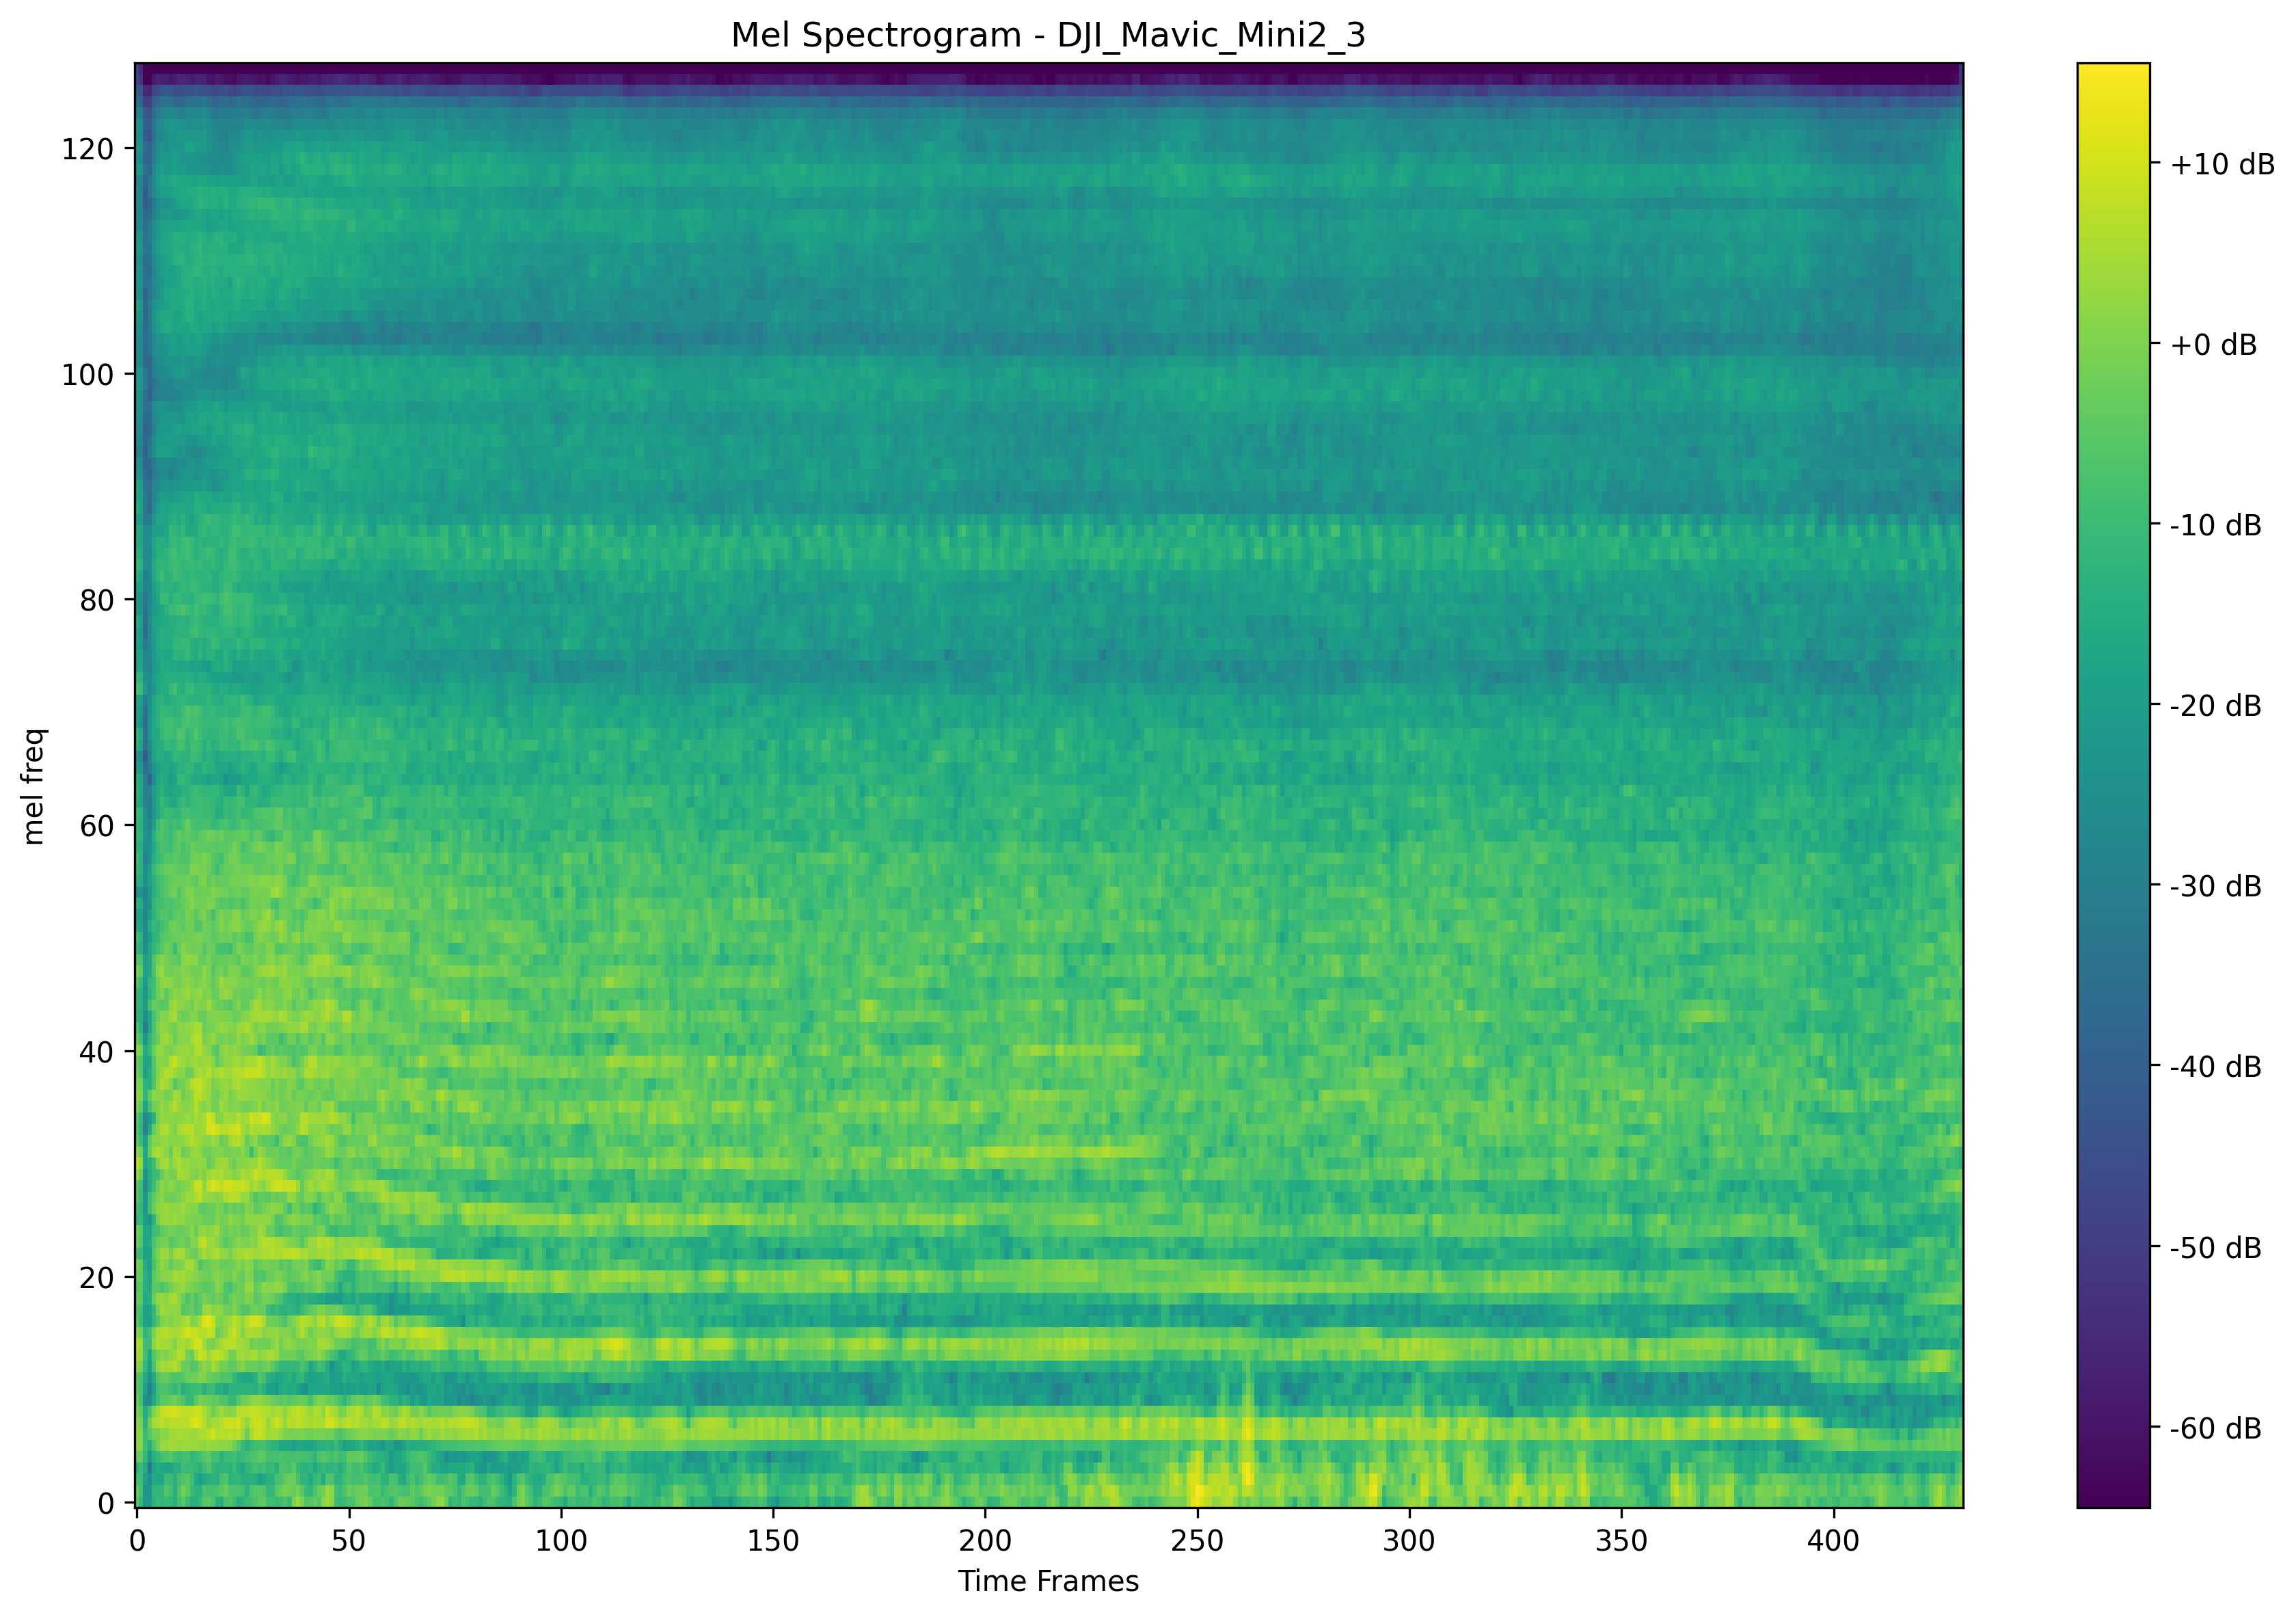 Mel Spectrogram - DJI_Mavic_Mini2_3
mel freq
120
100
80
60
40
20
0
0 50 100 150 200 250 300 350 400
Time Frames
+10 dB
+0 dB
-10 dB
-20 dB
-30 dB
-40 dB
-50 dB
-60 dB